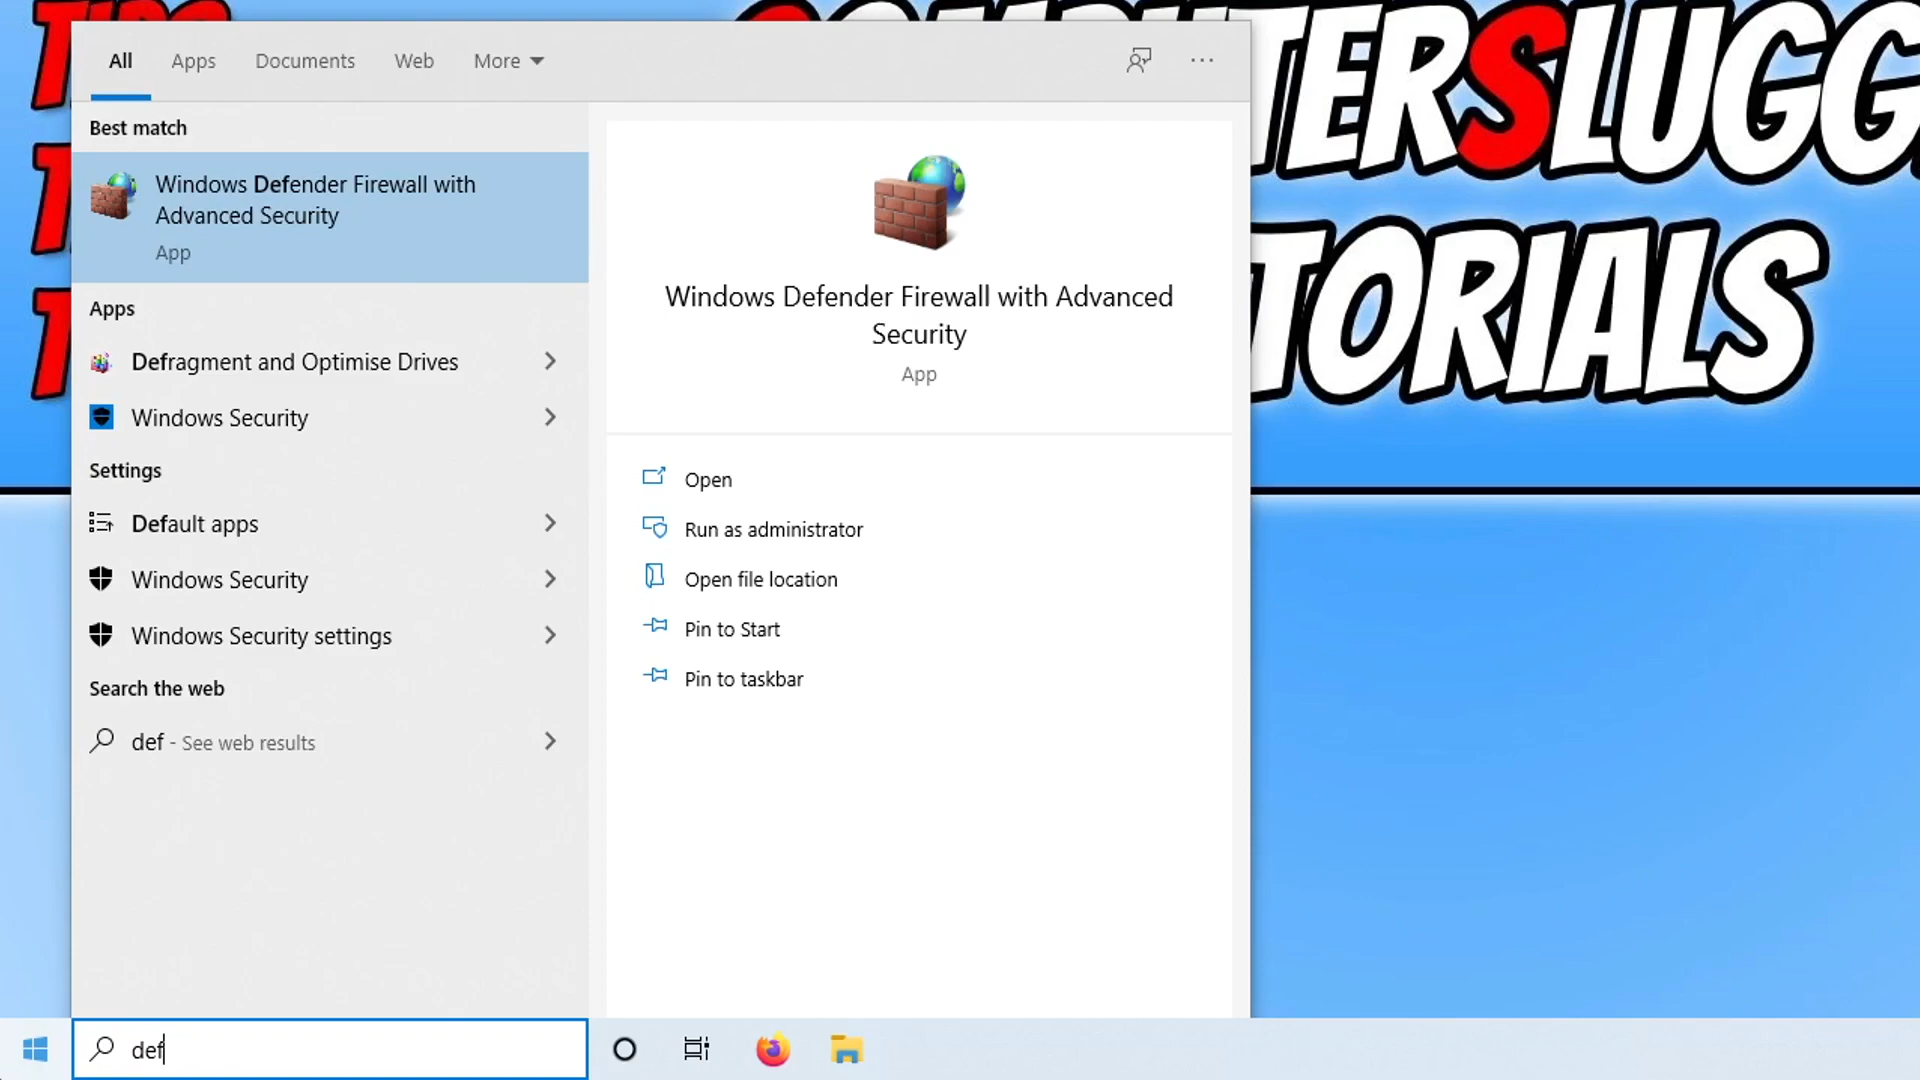 All Apps Documents Web More
Best match
Windows Defender Firewall with
Advanced Security
App
Apps
Defragment and Optimise Drives
Windows Security
Settings
Default apps
Windows Security
Windows Security settings
Search the web
def - See web results
Windows Defender Firewall with Advanced
Security
App
Open
Run as administrator
Open file location
Pin to Start
Pin to taskbar
TERSLUGG
TORIALS
def